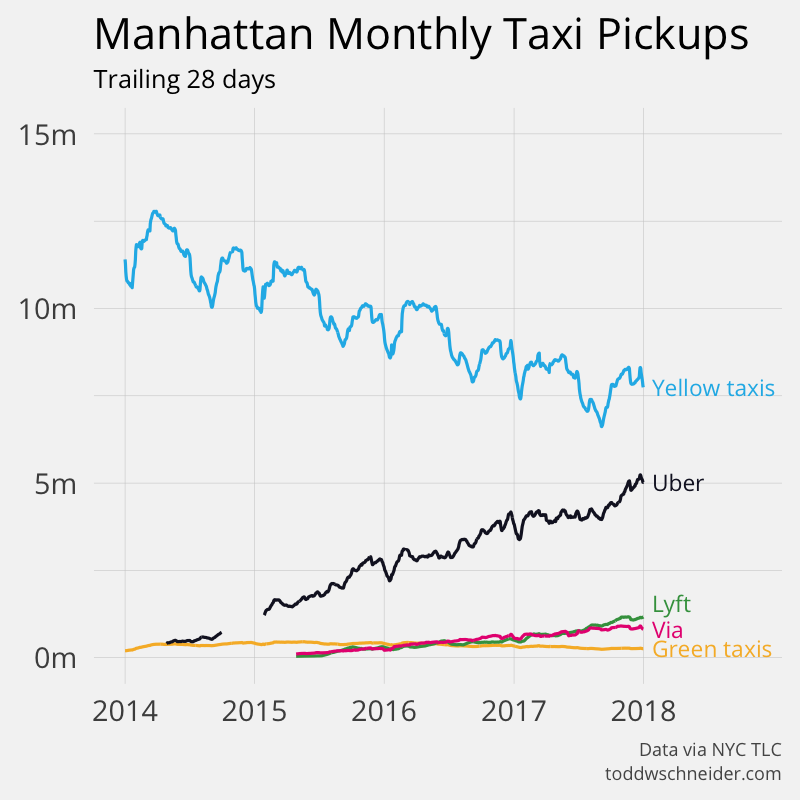 Manhattan Monthly Taxi Pickups
Trailing 28 days
15m
10m
Yellow taxis
5m
Uber
Lyft
Via
Green taxis
0m
2014 2015 2016 2017 2018
Data via NYC TLC
toddwschneider.com